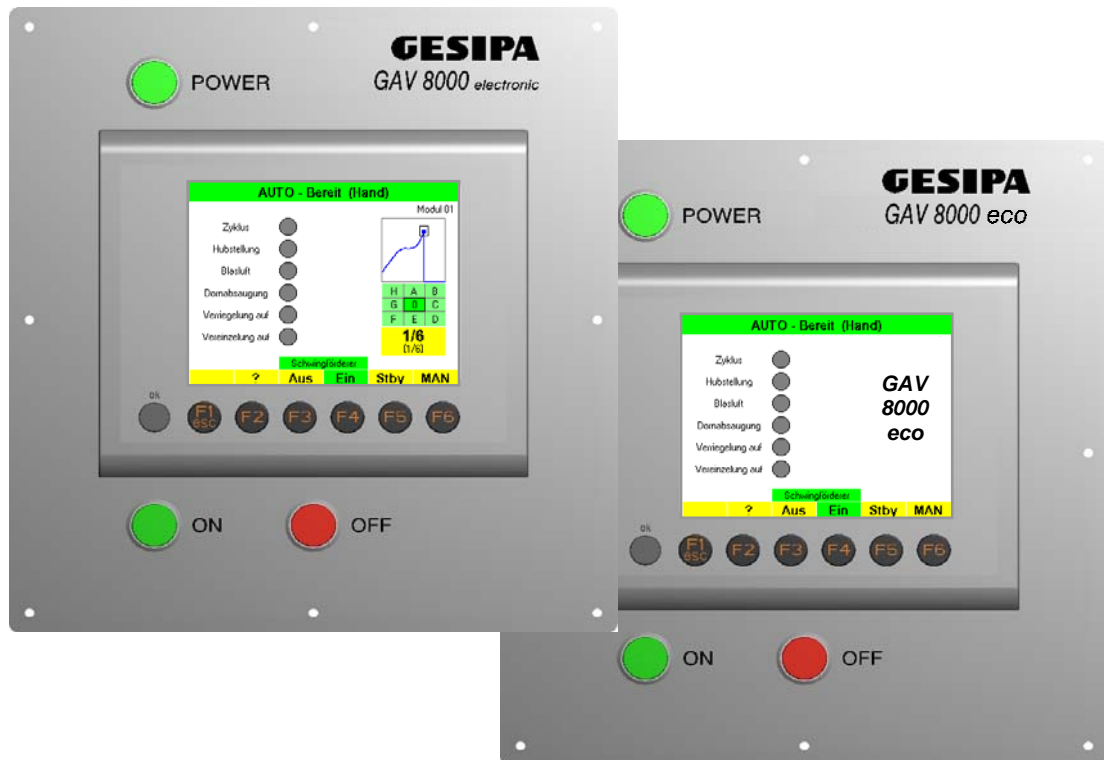 GESIPA
GAV 8000 electronic
POWER
AUTO - Bereit (Hand)
Modul 01
Zyklus
Hubstellung
Blasluft
Dornabsaugung
Verriegelung auf
Vereinzelung auf
H A B
G 0 C
F E D
1/6
(1/6)
Schwingförderer
? Aus Ein Stby MAN
ok
F1 esc F2 F3 F4 F5 F6
ON OFF
GESIPA
GAV 8000 eco
POWER
AUTO - Bereit (Hand)
Zyklus
Hubstellung
Blasluft
Dornabsaugung
Verriegelung auf
Vereinzelung auf
GAV
8000
eco
Schwingförderer
? Aus Ein Stby MAN
ok
F1 esc F2 F3 F4 F5 F6
ON OFF